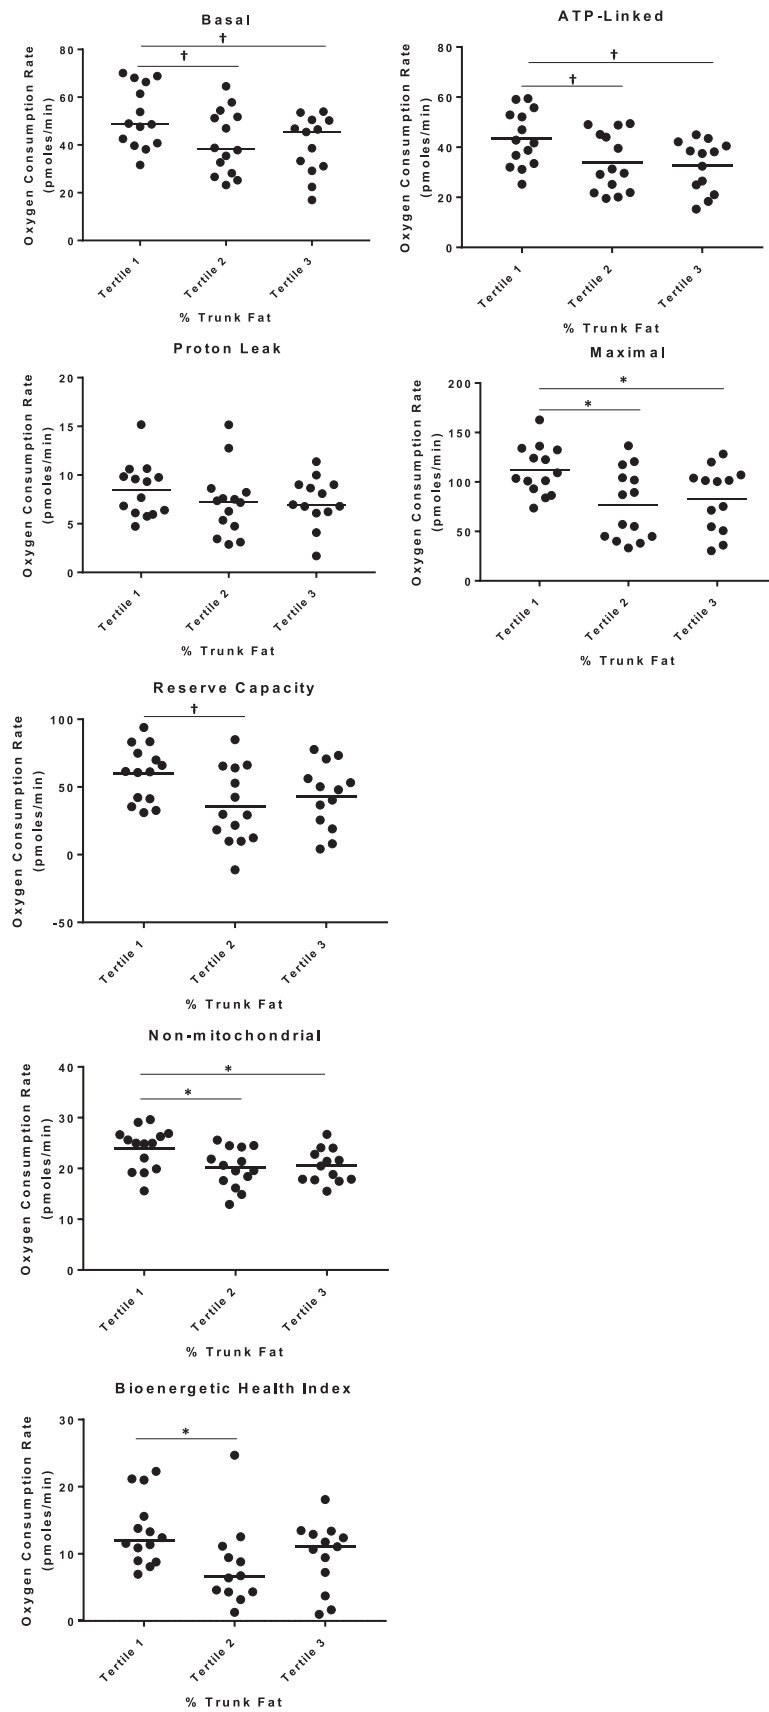 Basal
†
†
Oxygen Consumption Rate
(pmoles/min)
80
60
40
20
0
Tertile 1
Tertile 2
Tertile 3
% Trunk Fat
ATP-Linked
†
†
Oxygen Consumption Rate
(pmoles/min)
80
60
40
20
0
Tertile 1
Tertile 2
Tertile 3
% Trunk Fat
Proton Leak
Oxygen Consumption Rate
(pmoles/min)
20
15
10
5
0
Tertile 1
Tertile 2
Tertile 3
% Trunk Fat
Maximal
*
*
Oxygen Consumption Rate
(pmoles/min)
200
150
100
50
0
Tertile 1
Tertile 2
Tertile 3
% Trunk Fat
Reserve Capacity
†
Oxygen Consumption Rate
(pmoles/min)
100
50
0
-50
Tertile 1
Tertile 2
Tertile 3
% Trunk Fat
Non-mitochondrial
*
*
Oxygen Consumption Rate
(pmoles/min)
40
30
20
10
0
Tertile 1
Tertile 2
Tertile 3
% Trunk Fat
Bioenergetic Health Index
*
Oxygen Consumption Rate
(pmoles/min)
30
20
10
0
Tertile 1
Tertile 2
Tertile 3
% Trunk Fat